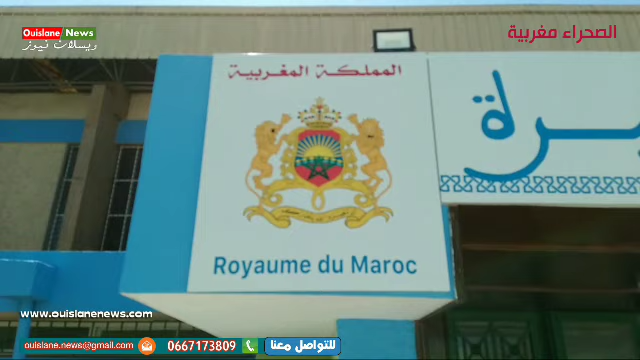 Ouislane News
ويسلان نيوز
الصحراء مغربية
المملكة المغربية
Royaume du Maroc
www.ouislanenews.com
ouislane.news@gmail.com
0667173809
للتواصل معنا